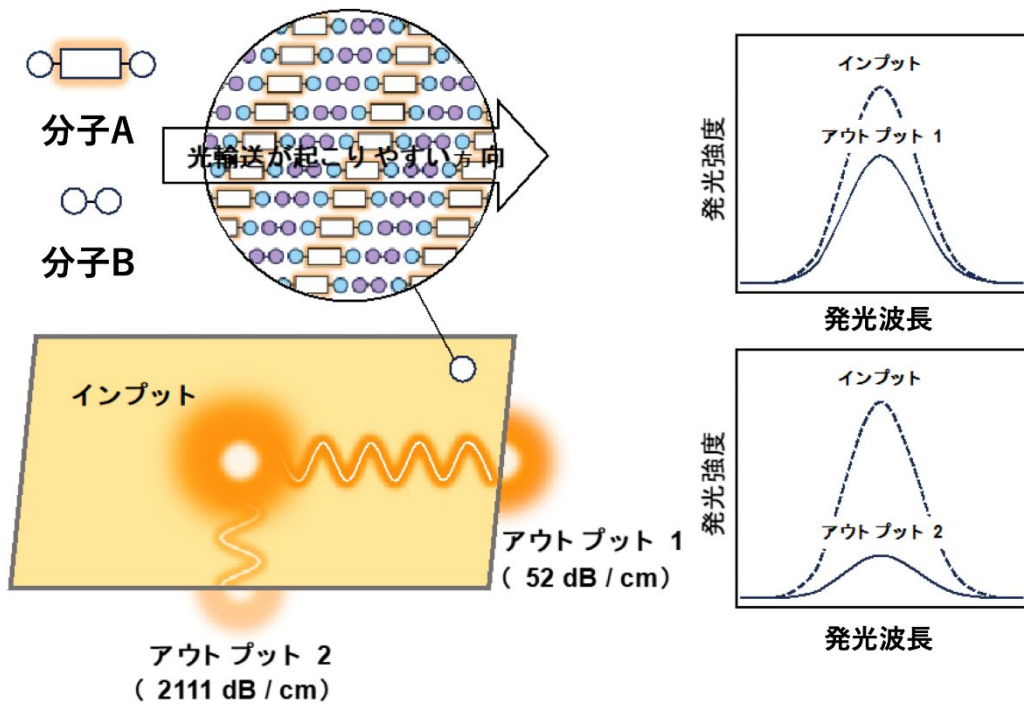 分子A
分子B
光輸送が起こりやすい方向
インプット
アウトプット 1
( 52 dB / cm)
アウトプット 2
( 2111 dB / cm)
インプット
アウトプット 1
発光強度
発光波長
インプット
アウトプット 2
発光強度
発光波長